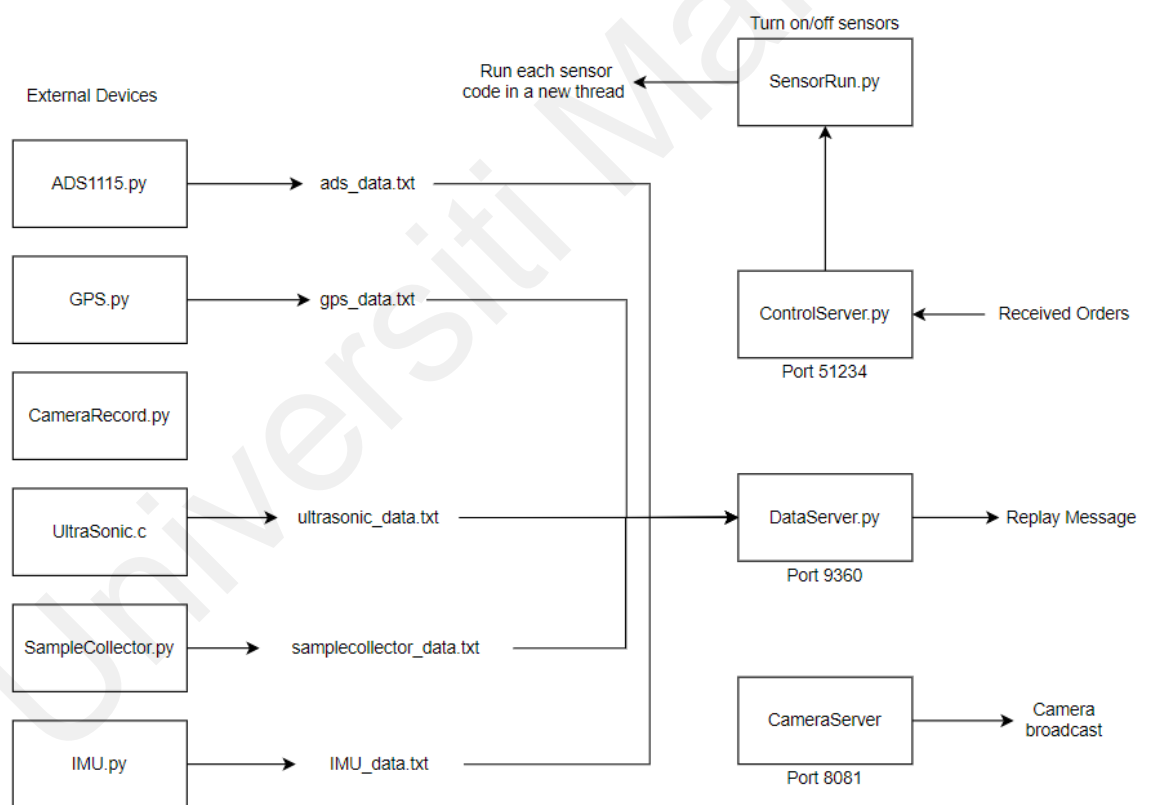 Turn on/off sensors
Run each sensor
code in a new thread
SensorRun.py
External Devices
ADS1115.py
ads_data.txt
GPS.py
gps_data.txt
ControlServer.py
Received Orders
Port 51234
CameraRecord.py
UltraSonic.c
ultrasonic_data.txt
DataServer.py
Replay Message
Port 9360
SampleCollector.py
samplecollector_data.txt
CameraServer
Camera
broadcast
IMU.py
IMU_data.txt
Port 8081
Universiti Ma